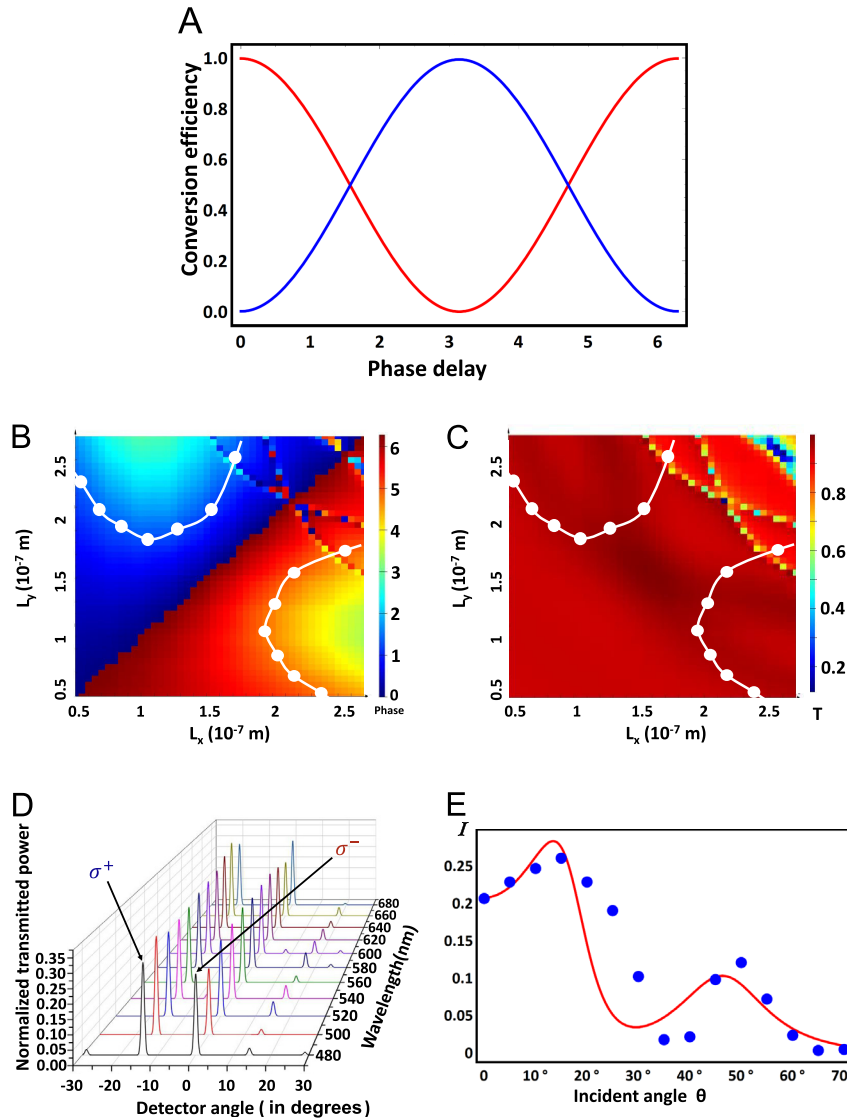 A
Conversion efficiency
1.0
0.8
0.6
0.4
0.2
0.0
0 1 2 3 4 5 6
Phase delay
B
L_y (10^-7 m)
2.5
2
1.5
1
0.5
0.5 1 1.5 2 2.5
L_x (10^-7 m)
6
5
4
3
2
1
0
Phase
C
L_y (10^-7 m)
2.5
2
1.5
1
0.5
0.5 1 1.5 2 2.5
L_x (10^-7 m)
0.8
0.6
0.4
0.2
T
D
σ^+
σ^−
Normalized transmitted power
0.35
0.30
0.25
0.20
0.15
0.10
0.05
0.00
-30 -20 -10 0 10 20 30
Detector angle ( in degrees)
680
660
640
620
600
580
560
540
520
500
480
Wavelength(nm)
E
I
0.25
0.2
0.15
0.1
0.05
0
0 10° 20° 30° 40° 50° 60° 70°
Incident angle θ